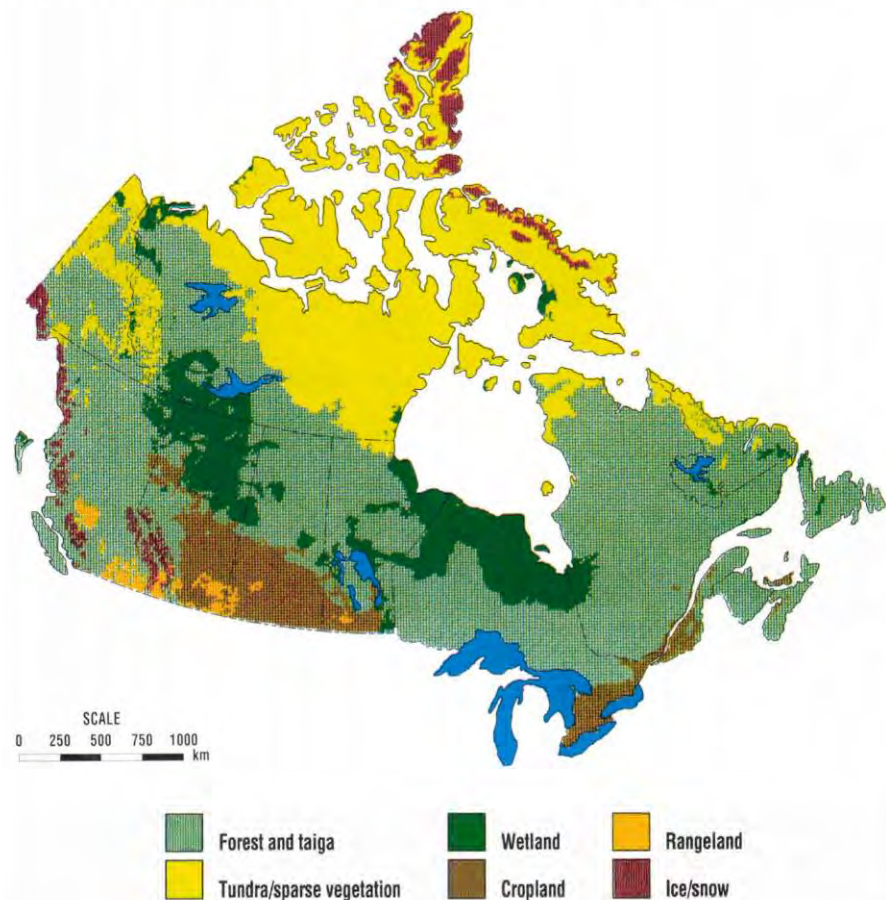 SCALE
0 250 500 750 1000
km
Forest and taiga
Wetland
Rangeland
Tundra/sparse vegetation
Cropland
Ice/snow